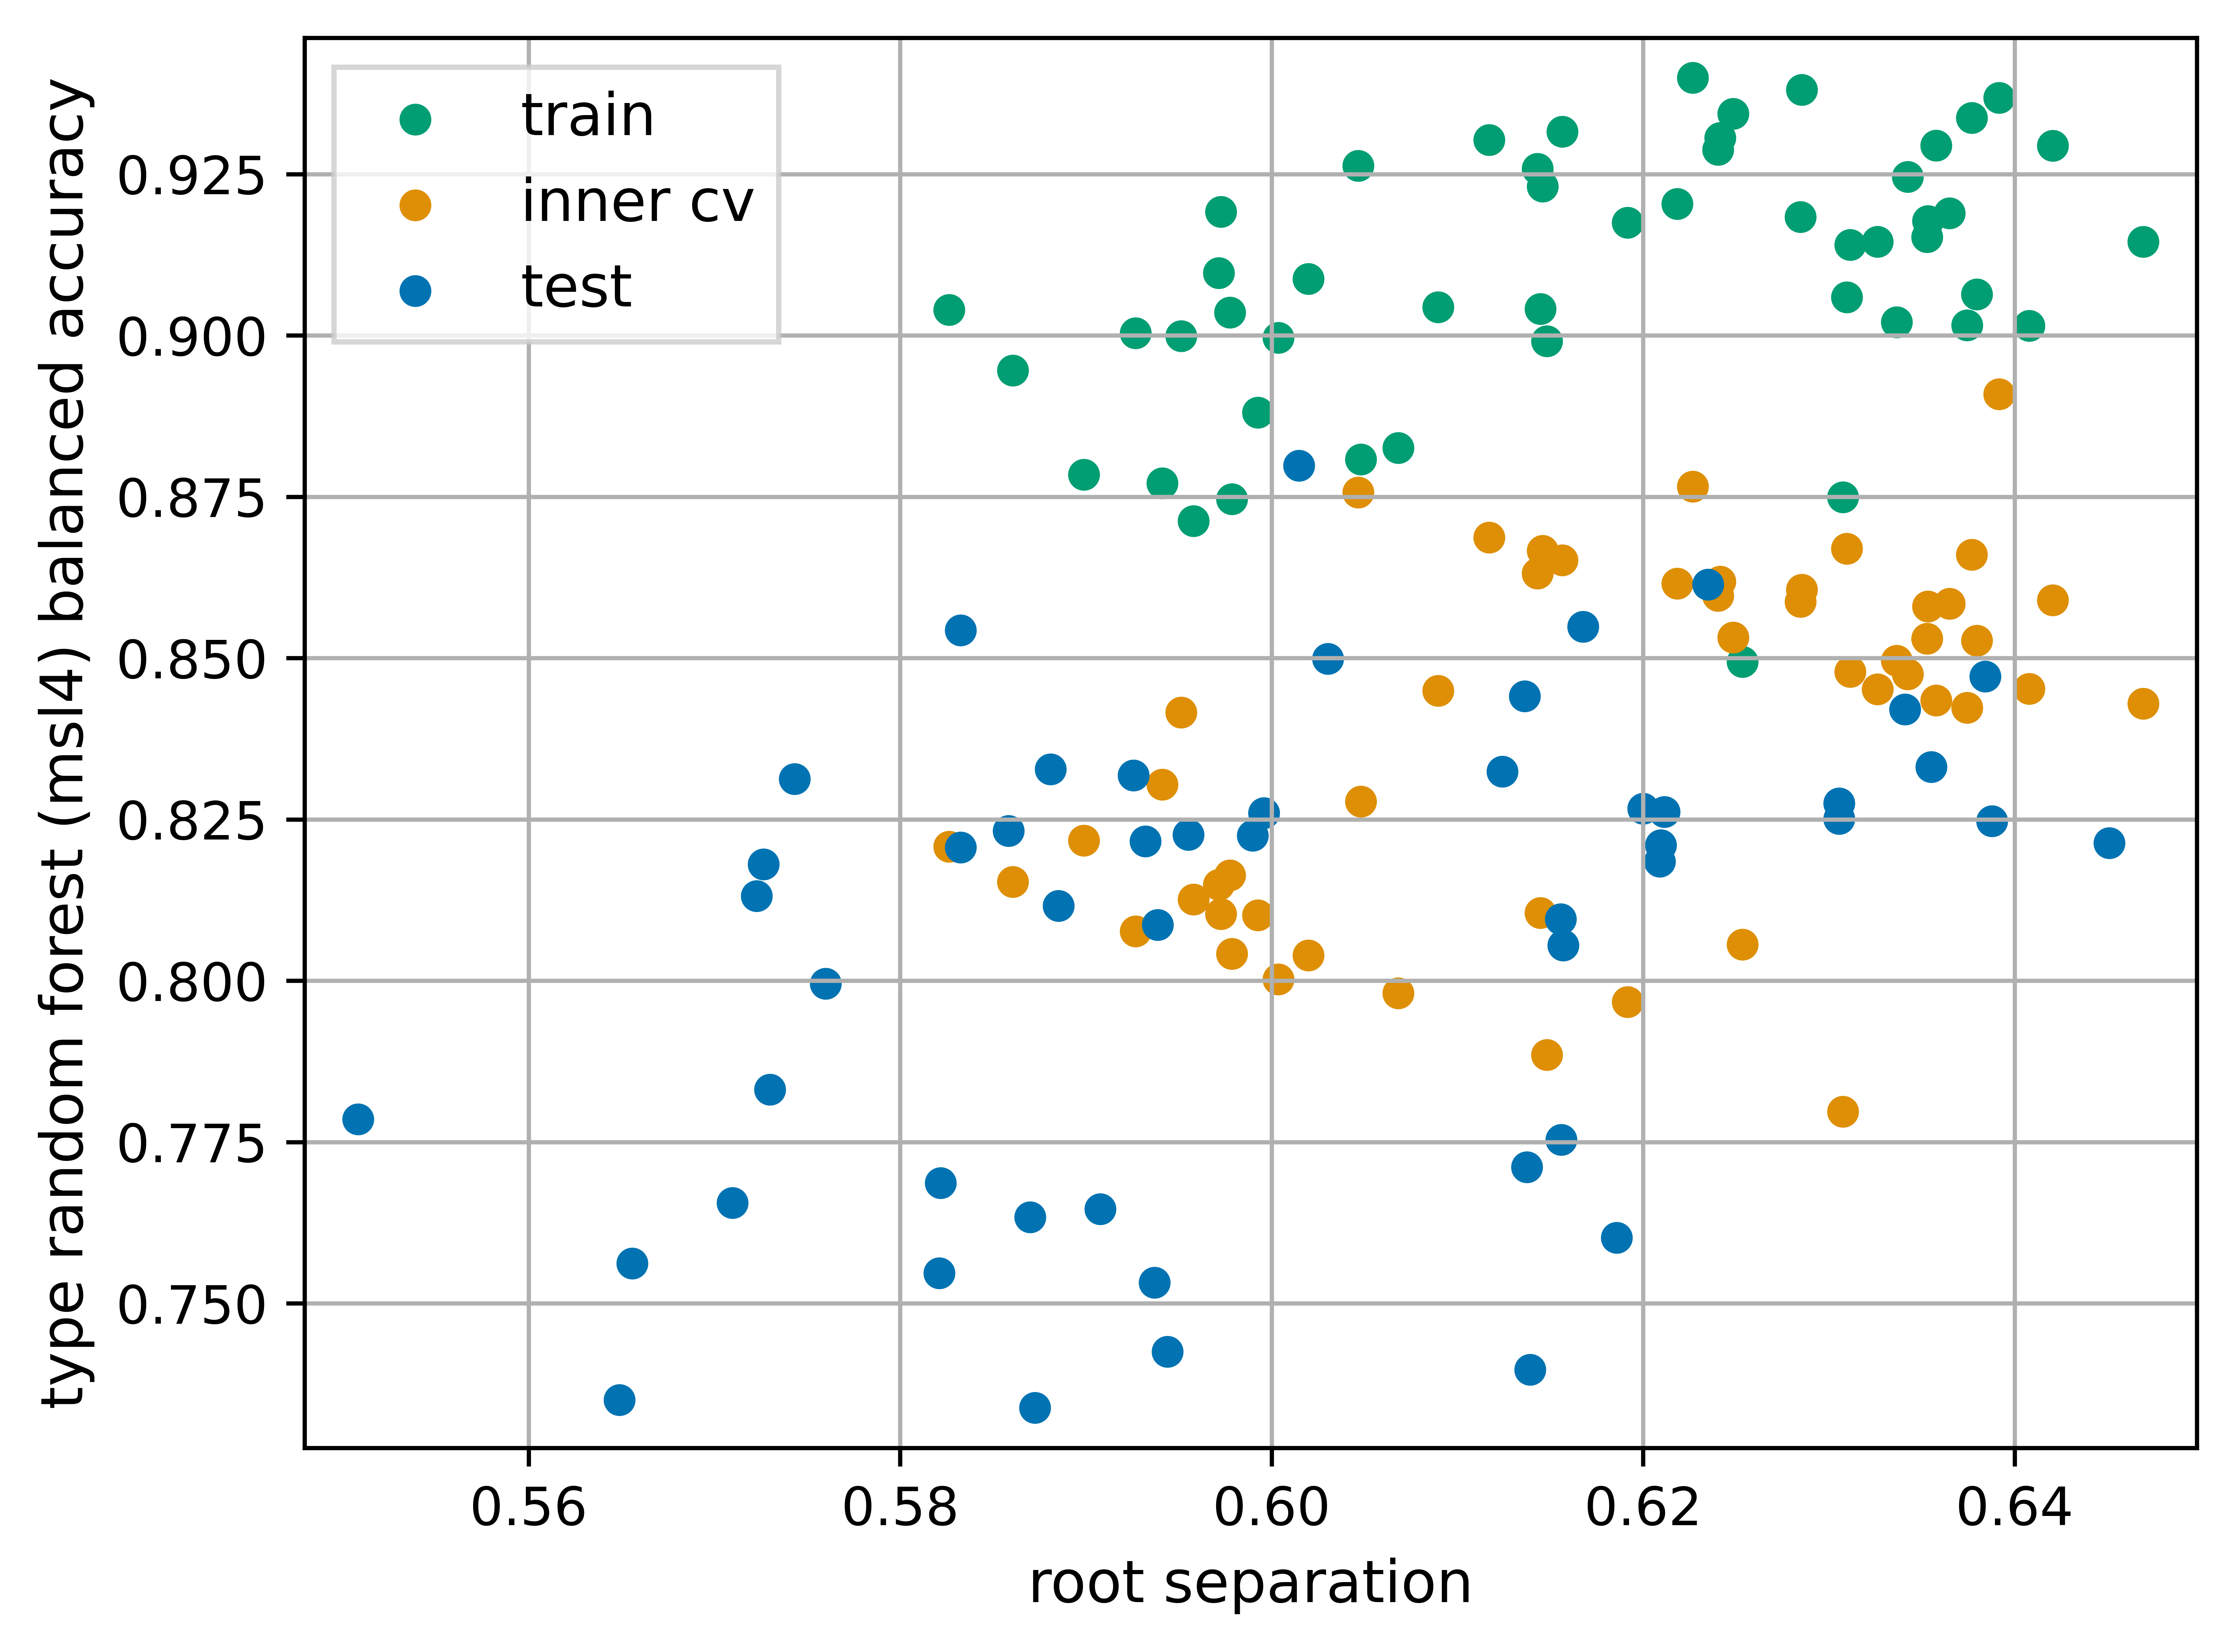 train
inner cv
test
type random forest (msl4) balanced accuracy
0.925
0.900
0.875
0.850
0.825
0.800
0.775
0.750
0.56
0.58
0.60
0.62
0.64
root separation